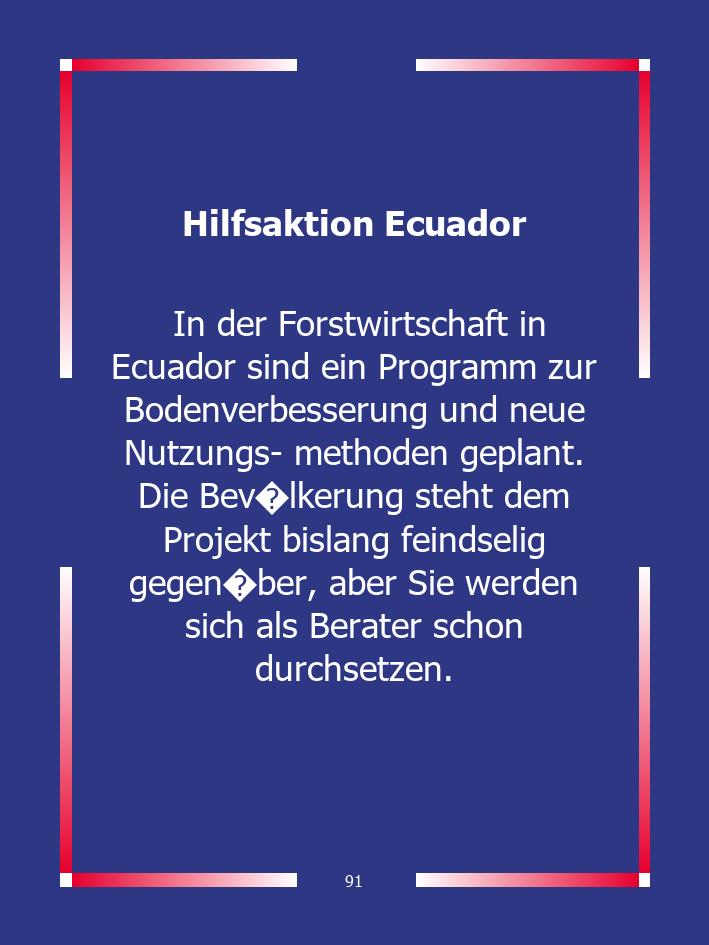 Hilfsaktion Ecuador
In der Forstwirtschaft in
Ecuador sind ein Programm zur
Bodenverbesserung und neue
Nutzungs- methoden geplant.
Die Bev�lkerung steht dem
Projekt bislang feindselig
gegen�ber, aber Sie werden
sich als Berater schon
durchsetzen.
91